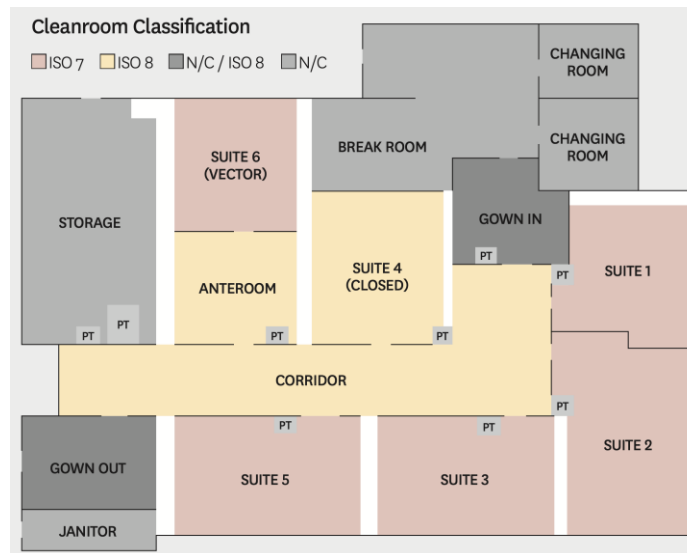 Cleanroom Classification
ISO 7 ISO 8 N/C / ISO 8 N/C
CHANGING
ROOM
SUITE 6
(VECTOR)
BREAK ROOM
CHANGING
ROOM
STORAGE
GOWN IN
ANTEROOM
SUITE 4
(CLOSED)
PT
PT
SUITE 1
PT
PT
PT
PT
CORRIDOR
PT
PT
PT
GOWN OUT
SUITE 5
SUITE 3
SUITE 2
JANITOR